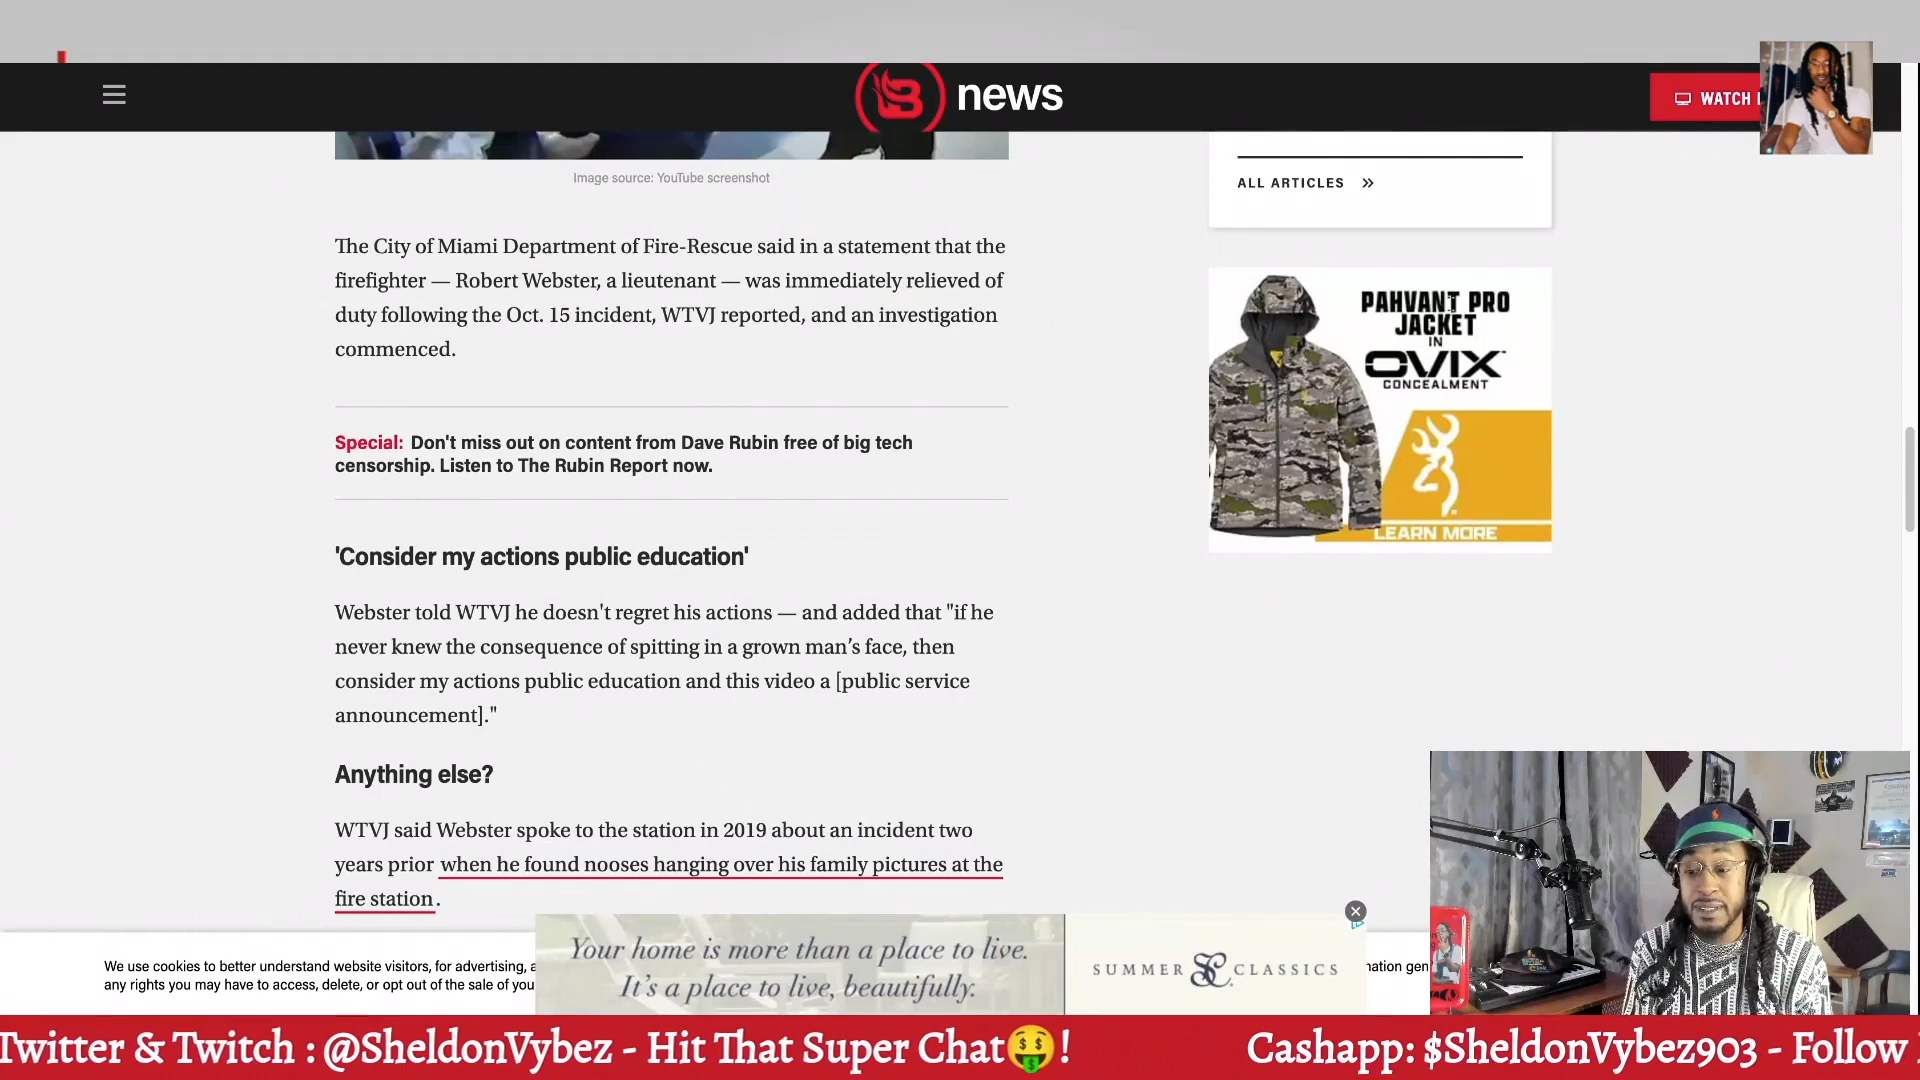 news
WATCH
Image source: YouTube screenshot
The City of Miami Department of Fire-Rescue said in a statement that the
firefighter — Robert Webster, a lieutenant — was immediately relieved of
duty following the Oct. 15 incident, WTVJ reported, and an investigation
commenced.
Special: Don't miss out on content from Dave Rubin free of big tech
censorship. Listen to The Rubin Report now.
'Consider my actions public education'
Webster told WTVJ he doesn't regret his actions — and added that "if he
never knew the consequence of spitting in a grown man’s face, then
consider my actions public education and this video a [public service
announcement]."
Anything else?
WTVJ said Webster spoke to the station in 2019 about an incident two
years prior when he found nooses hanging over his family pictures at the
fire station.
ALL ARTICLES »
PAHVANT PRO
JACKET
IN
OVIX
CONCEALMENT
LEARN MORE
We use cookies to better understand website visitors, for advertising,
any rights you may have to access, delete, or opt out of the sale of you
Your home is more than a place to live.
It's a place to live, beautifully.
SUMMER SC CLASSICS
mation gen
Twitter & Twitch : @SheldonVybez - Hit That Super Chat🤑! Cashapp: $SheldonVybez903 - Follow